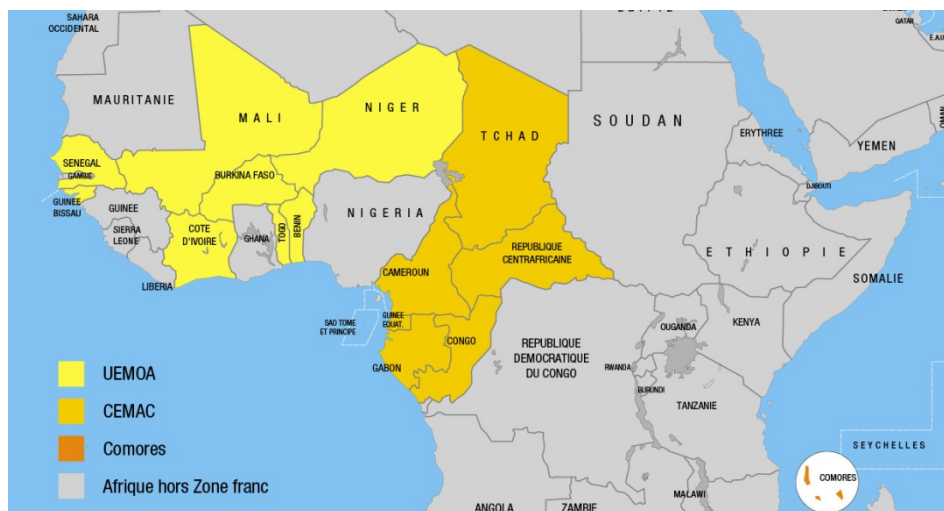 SAHARA
OCCIDENTAL
QATAR
E.A.U
MAURITANIE
MALI
NIGER
TCHAD
SOUDAN
ERYTHREE
YEMEN
OMAN
SENEGAL
GAMBIE
BURKINA FASO
DJIBOUTI
GUINEE
BISSAU
GUINEE
SIERRA
LEONE
COTE
D'IVOIRE
GHANA
TOGO
BENIN
NIGERIA
REPUBLIQUE
CENTRAFRICAINE
ETHIOPIE
SOMALIE
LIBERIA
CAMEROUN
SAO TOME
ET PRINCIPE
GUINEE
EQUAT.
GABON
CONGO
REPUBLIQUE
DEMOCRATIQUE
DU CONGO
OUGANDA
KENYA
RWANDA
BURUNDI
TANZANIE
SEYCHELLES
COMORES
ANGOLA
ZAMBIE
MALAWI
UEMOA
CEMAC
Comores
Afrique hors Zone franc